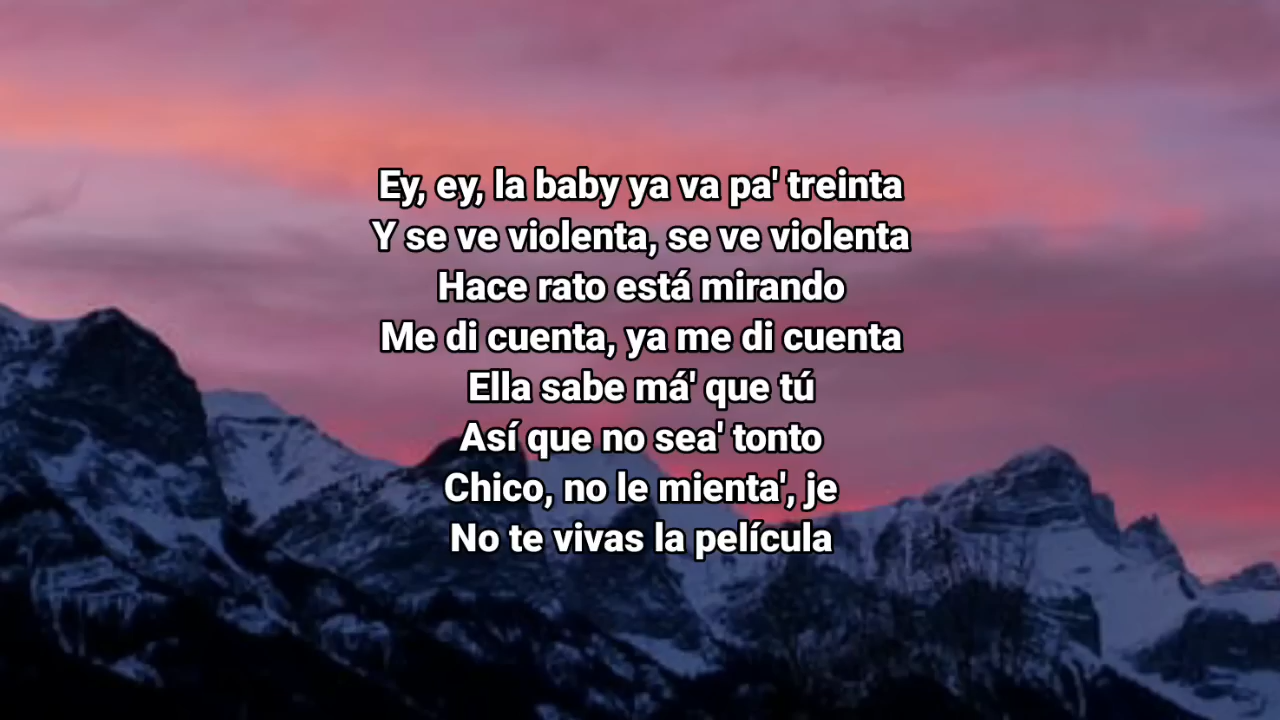 Ey, ey, la baby ya va pa' treinta
Y se ve violenta, se ve violenta
Hace rato está mirando
Me di cuenta, ya me di cuenta
Ella sabe má' que tú
Así que no sea' tonto
Chico, no le mienta', je
No te vivas la película